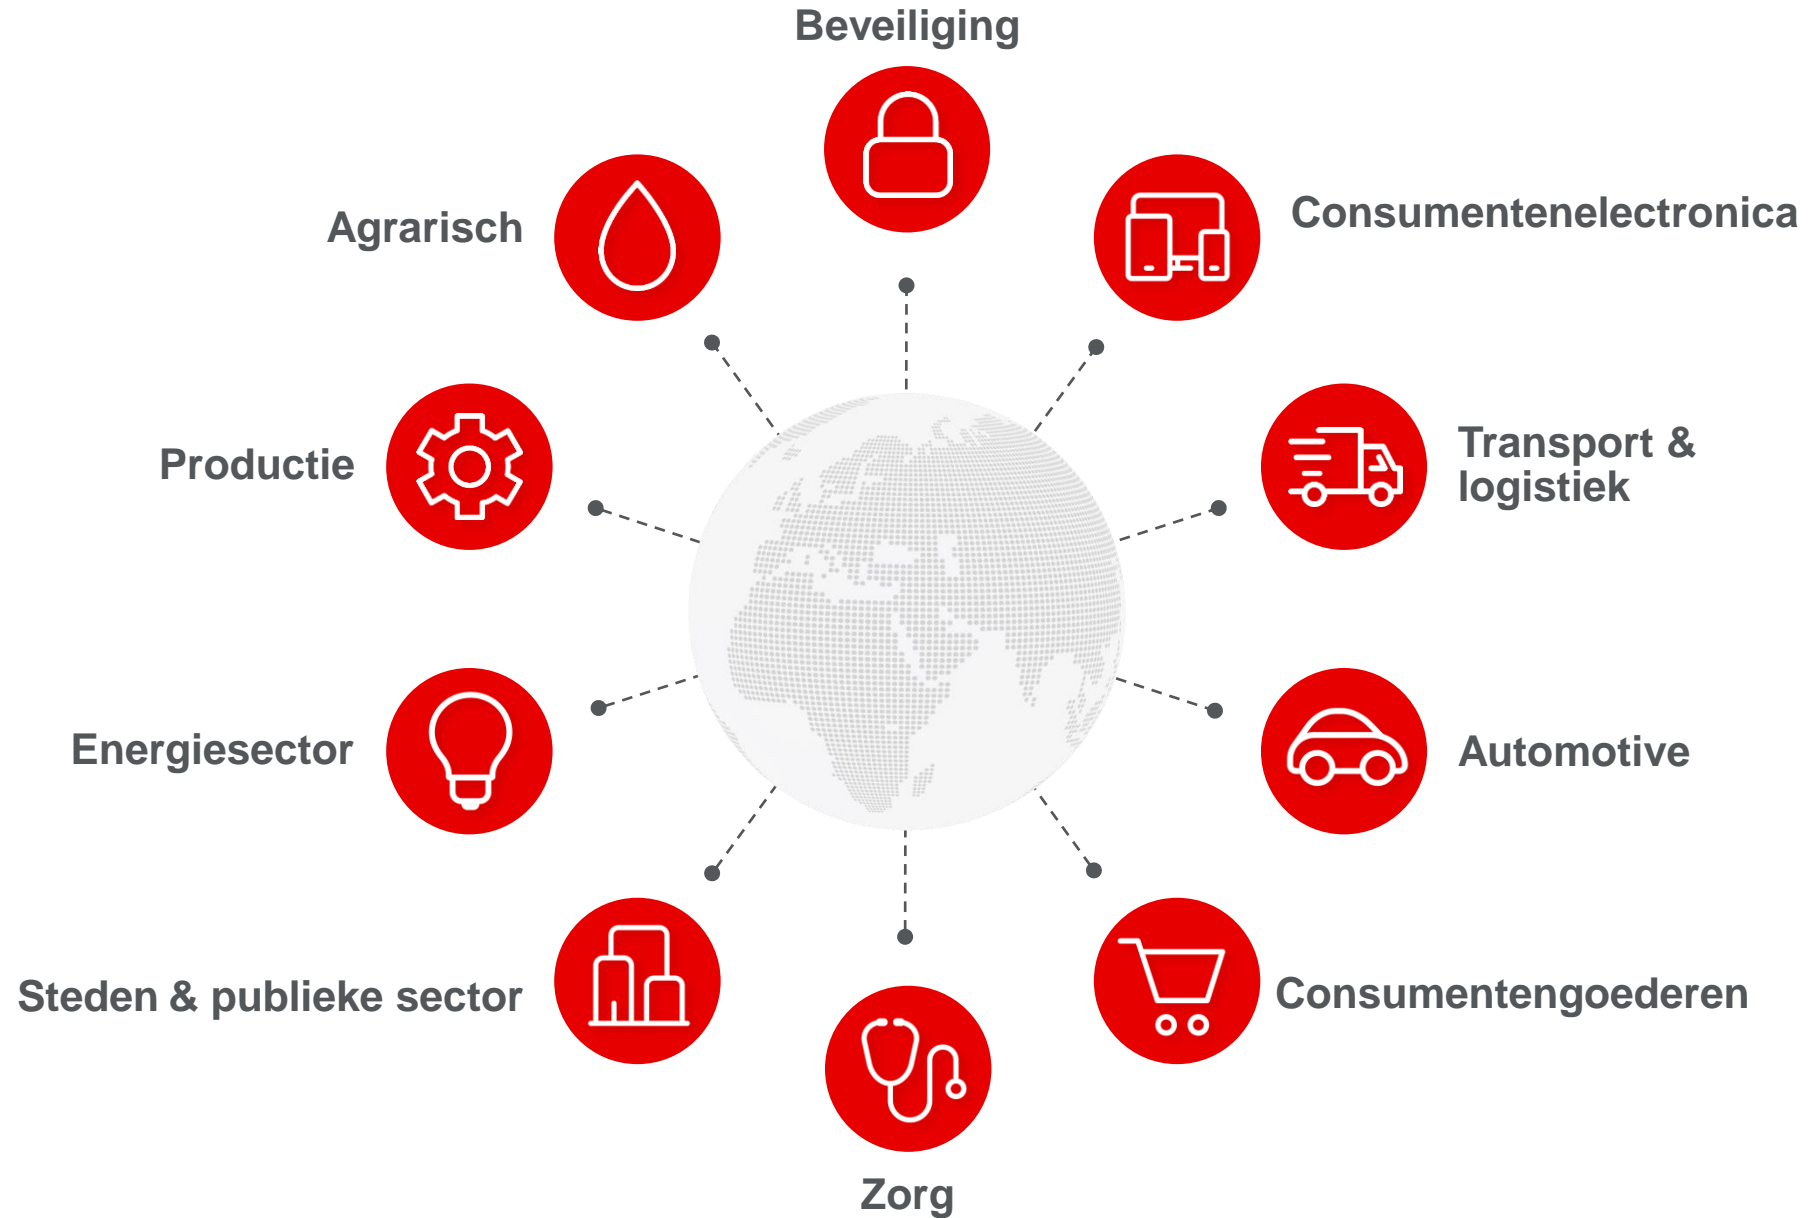 Beveiliging
Agrarisch
Consumentenelectronica
Productie
Transport &
logistiek
Energiesector
Automotive
Steden & publieke sector
Consumentengoederen
Zorg